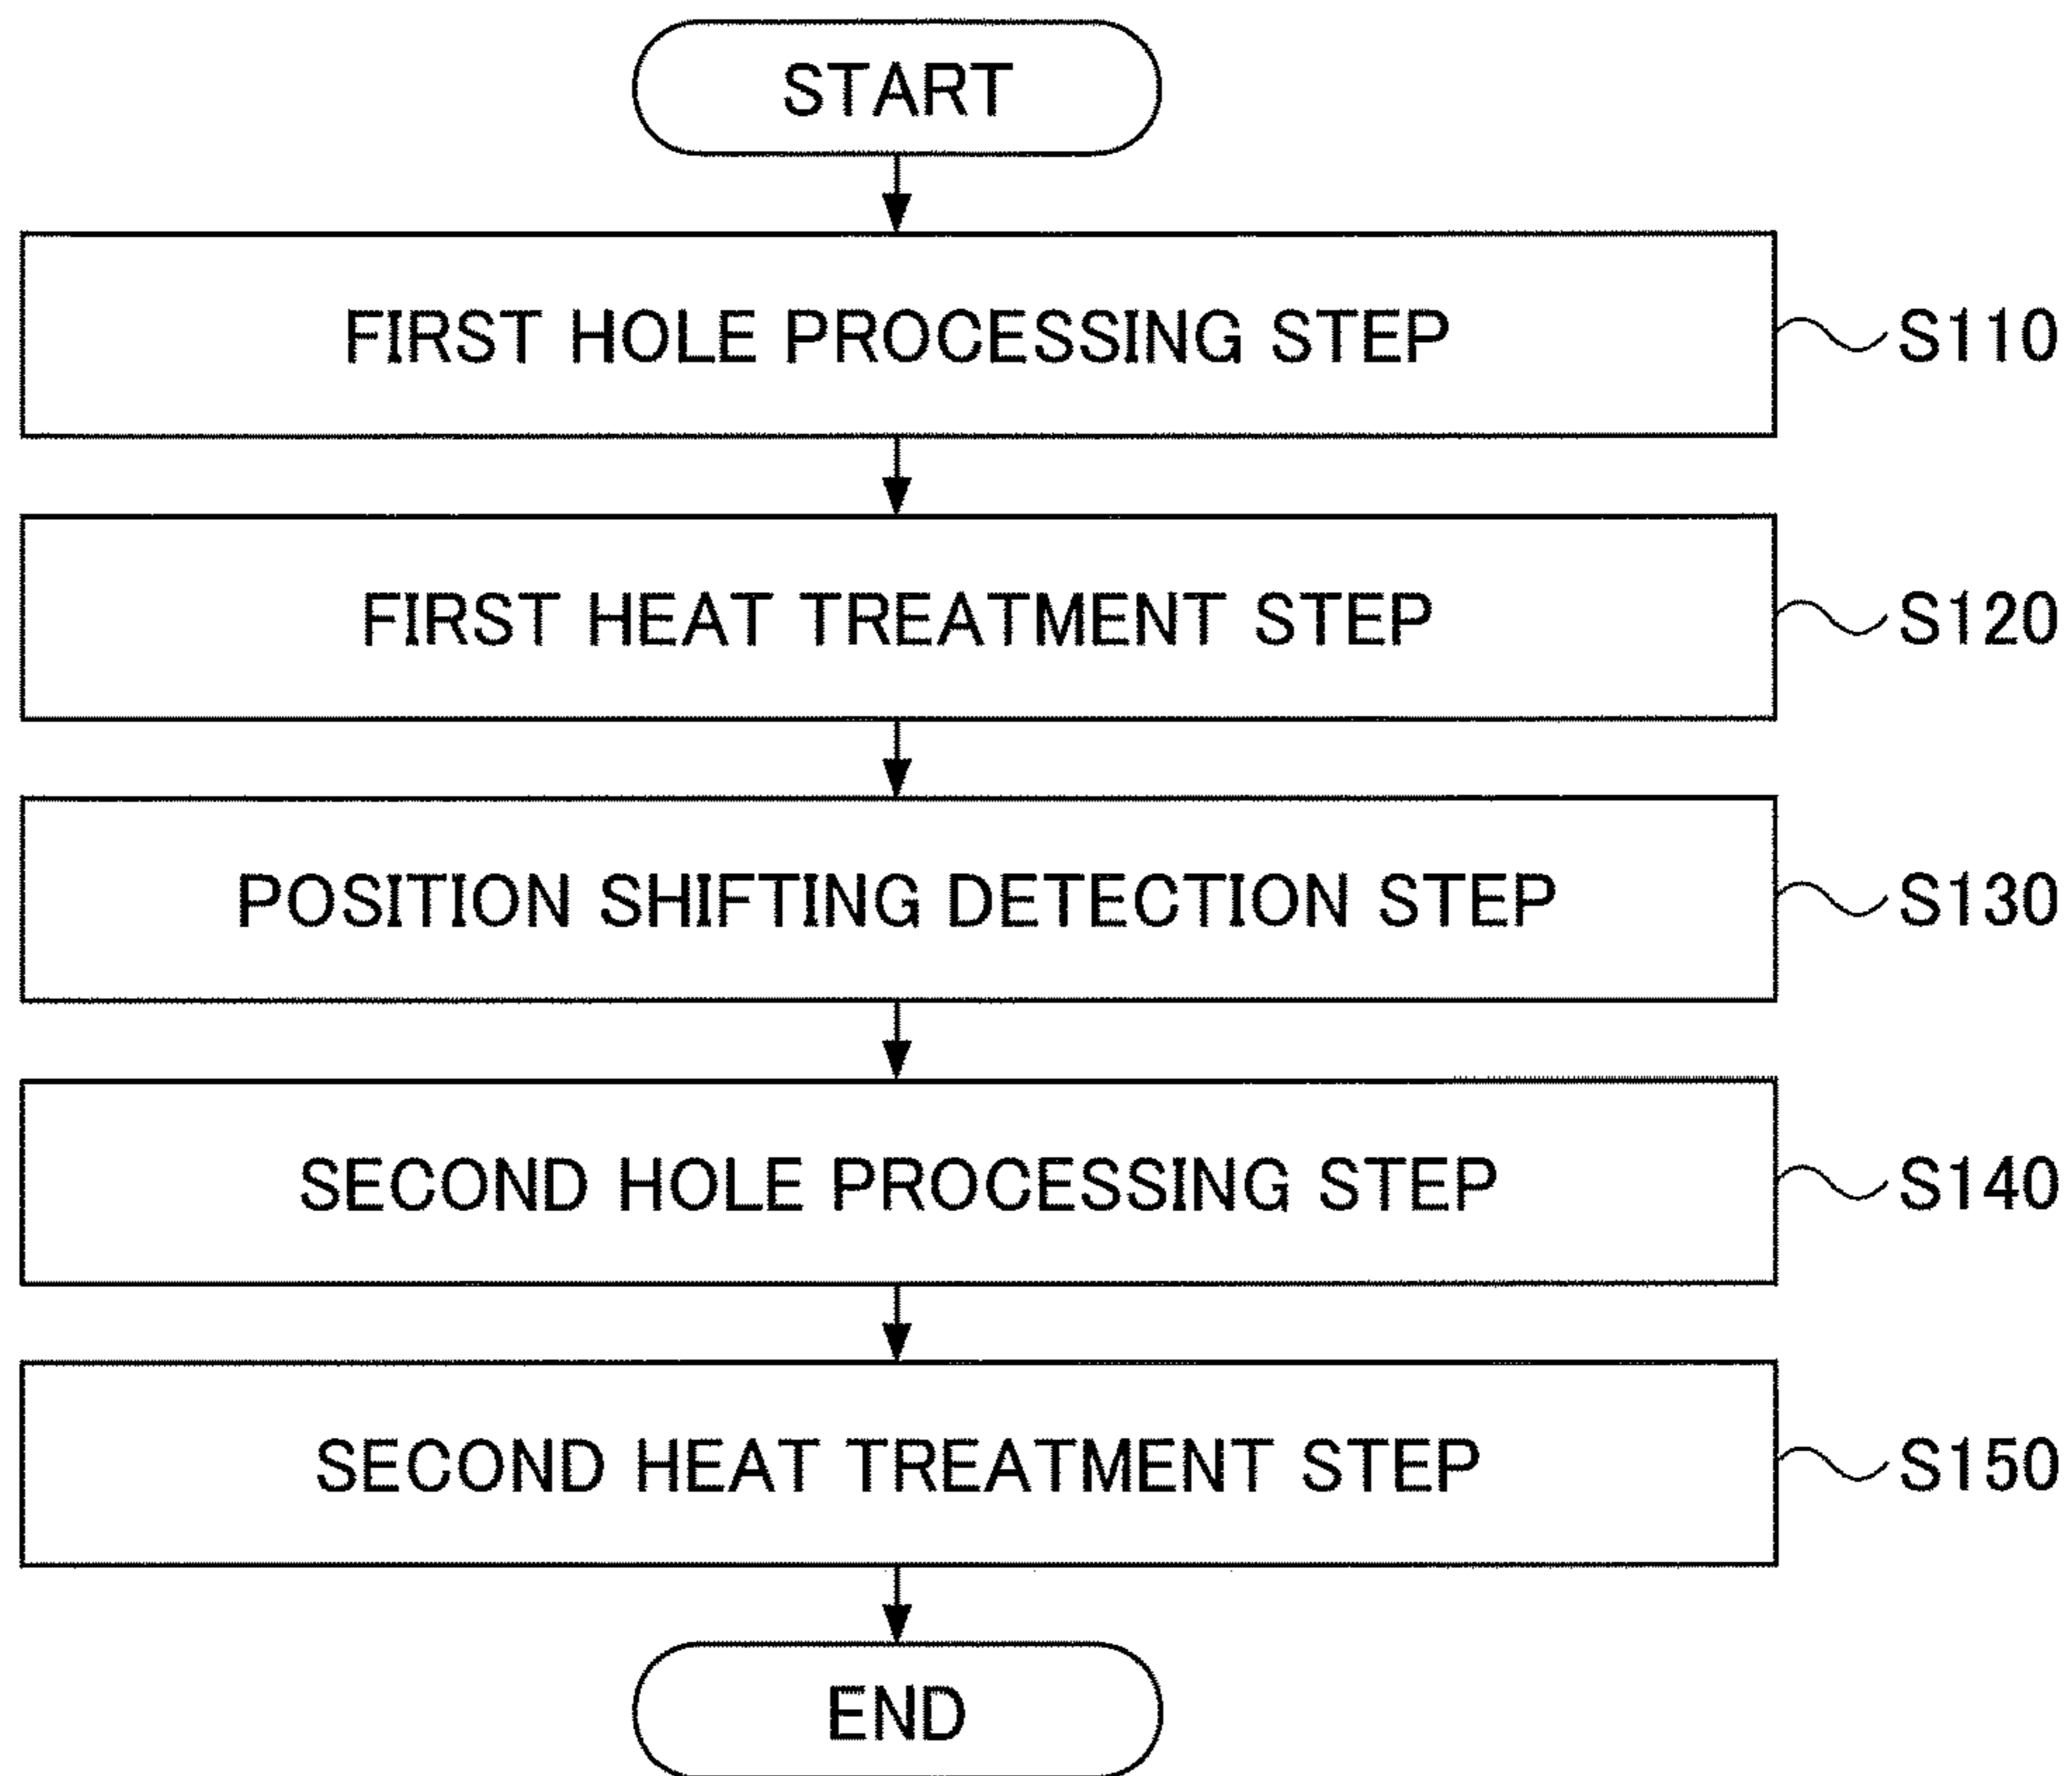 START
FIRST HOLE PROCESSING STEP
S110
FIRST HEAT TREATMENT STEP
S120
POSITION SHIFTING DETECTION STEP
S130
SECOND HOLE PROCESSING STEP
S140
SECOND HEAT TREATMENT STEP
S150
END